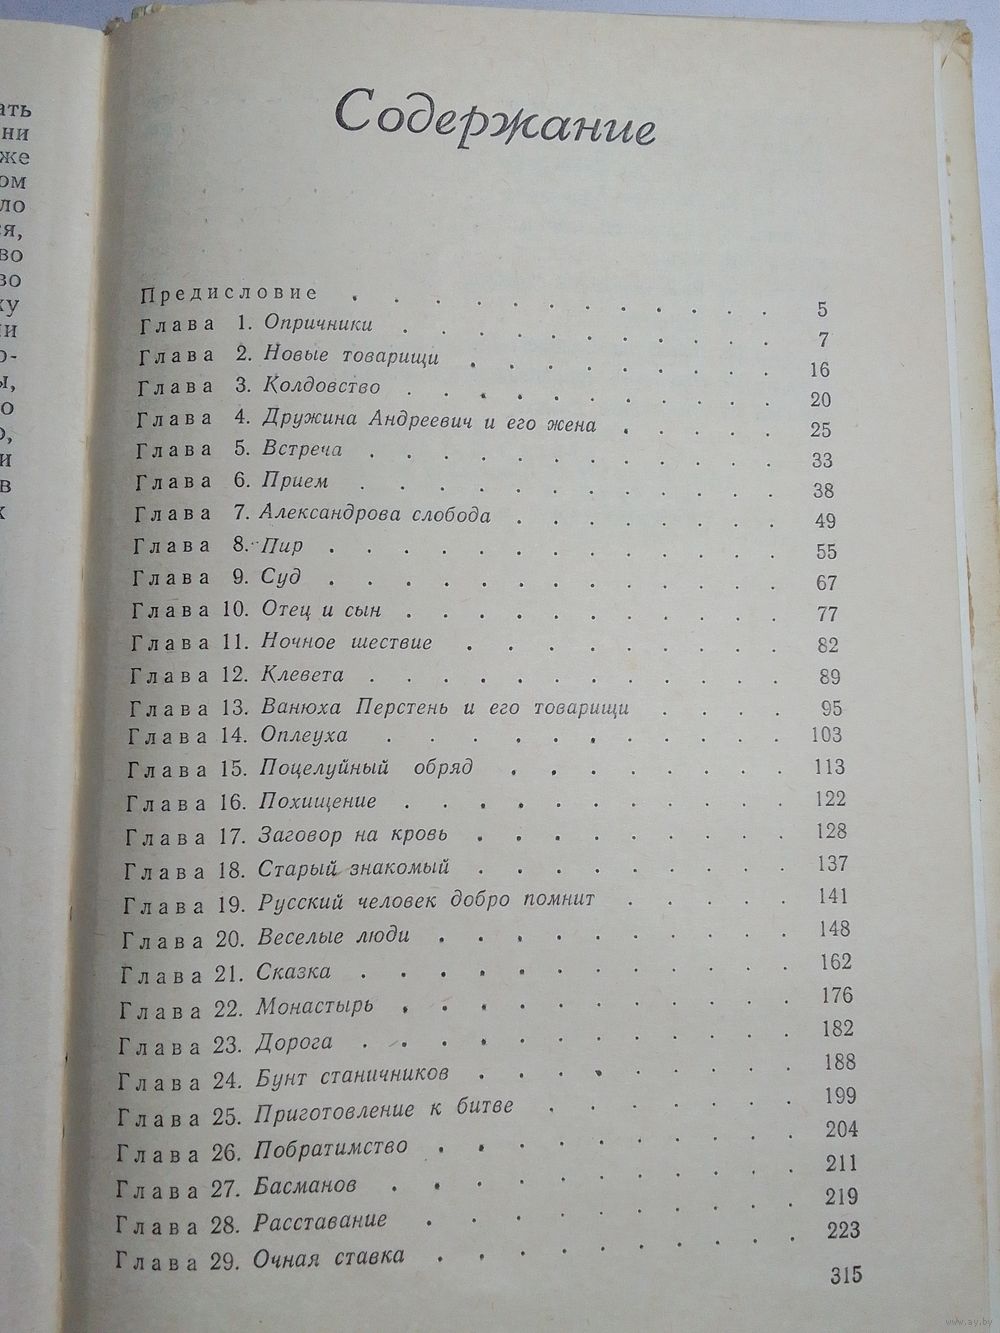 Содержание
Предисловие . . . . . . . . . . . 5
Глава 1. Опричники . . . . . . . . . . 7
Глава 2. Новые товарищи . . . . . . . . 16
Глава 3. Колдовство . . . . . . . . . . 20
Глава 4. Дружина Андреевич и его жена . . . . 25
Глава 5. Встреча . . . . . . . . . . . 33
Глава 6. Прием . . . . . . . . . . . 38
Глава 7. Александрова слобода . . . . . . . 49
Глава 8. Пир . . . . . . . . . . . . 55
Глава 9. Суд . . . . . . . . . . . . 67
Глава 10. Отец и сын . . . . . . . . . . 77
Глава 11. Ночное шествие . . . . . . . . 82
Глава 12. Клевета . . . . . . . . . . . 89
Глава 13. Ванюха Перстень и его товарищи . . . . 95
Глава 14. Оплеуха . . . . . . . . . . 103
Глава 15. Поцелуйный обряд . . . . . . . 113
Глава 16. Похищение . . . . . . . . . . 122
Глава 17. Заговор на кровь . . . . . . . . 128
Глава 18. Старый знакомый . . . . . . . . 137
Глава 19. Русский человек добро помнит . . . . . 141
Глава 20. Веселые люди . . . . . . . . . 148
Глава 21. Сказка . . . . . . . . . . . 162
Глава 22. Монастырь . . . . . . . . . . 176
Глава 23. Дорога . . . . . . . . . . . 182
Глава 24. Бунт станичников . . . . . . . . 188
Глава 25. Приготовление к битве . . . . . . . 199
Глава 26. Побратимство . . . . . . . . . 204
Глава 27. Басманов . . . . . . . . . . 211
Глава 28. Расставание . . . . . . . . . 219
Глава 29. Очная ставка . . . . . . . . . 223
315
www.ay.by